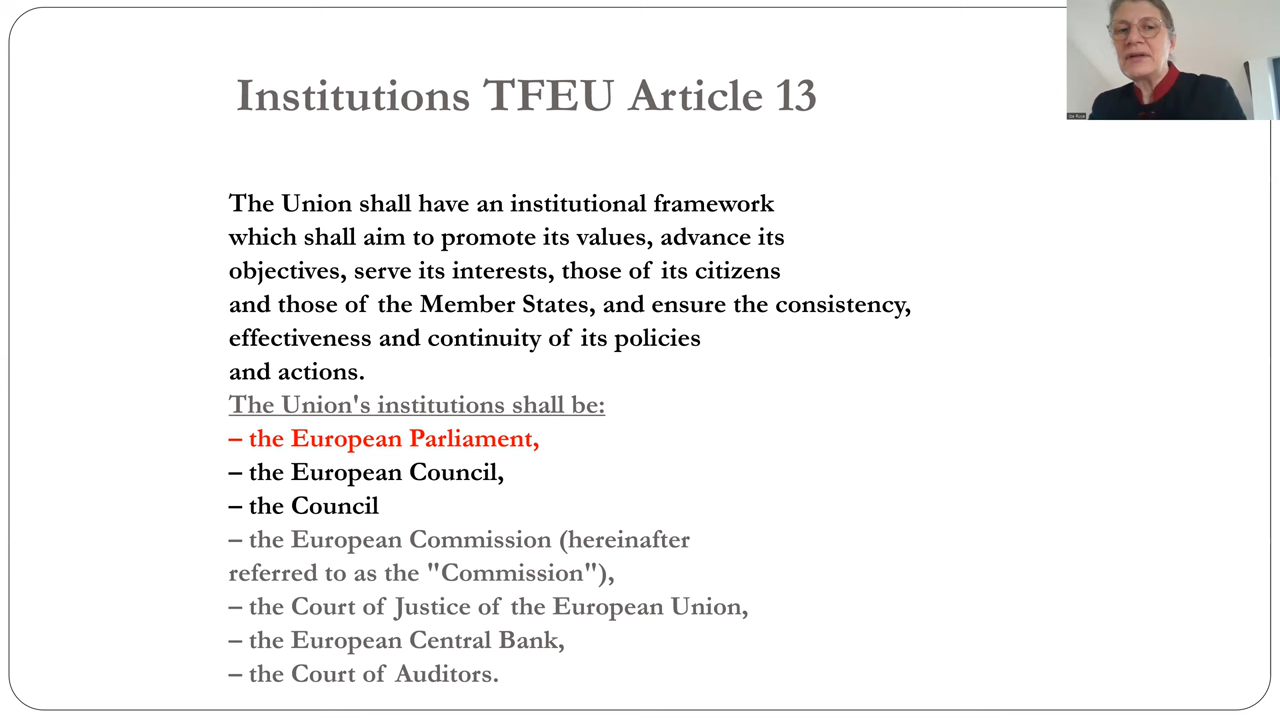 Institutions TFEU Article 13
The Union shall have an institutional framework
which shall aim to promote its values, advance its
objectives, serve its interests, those of its citizens
and those of the Member States, and ensure the consistency,
effectiveness and continuity of its policies
and actions.
The Union's institutions shall be:
– the European Parliament,
– the European Council,
– the Council
– the European Commission (hereinafter
referred to as the "Commission"),
– the Court of Justice of the European Union,
– the European Central Bank,
– the Court of Auditors.